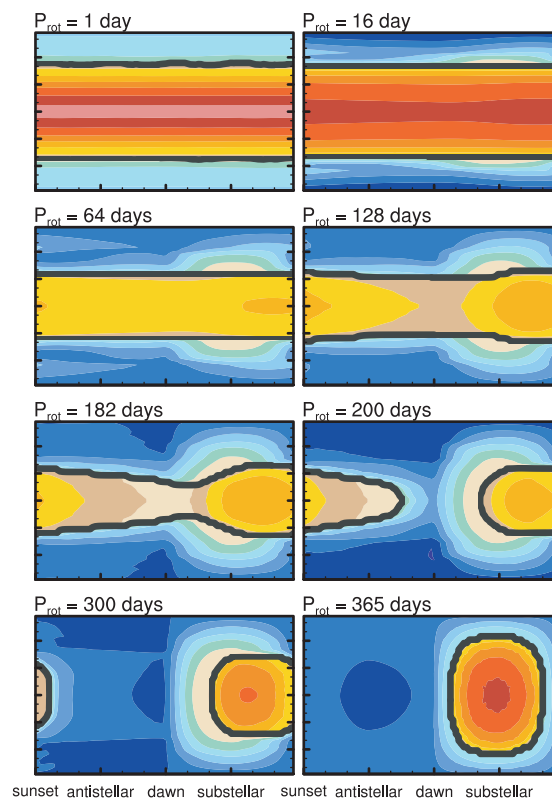 P_rot = 1 day
P_rot = 16 day
P_rot = 64 days
P_rot = 128 days
P_rot = 182 days
P_rot = 200 days
P_rot = 300 days
P_rot = 365 days
sunset antistellar dawn substellar sunset antistellar dawn substellar